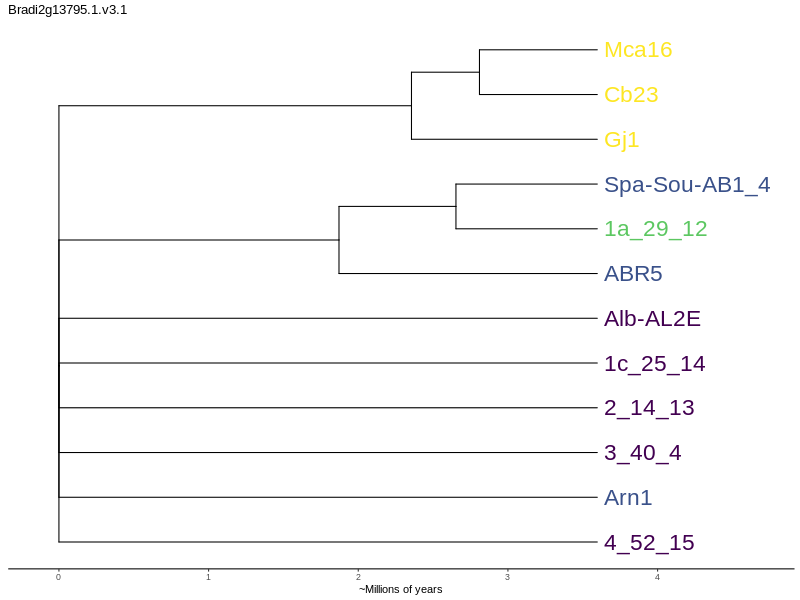 Bradi2g13795.1.v3.1
Mca16
Cb23
Gj1
Spa-Sou-AB1_4
1a_29_12
ABR5
Alb-AL2E
1c_25_14
2_14_13
3_40_4
Arn1
4_52_15
0 1 2 3 4
~Millions of years